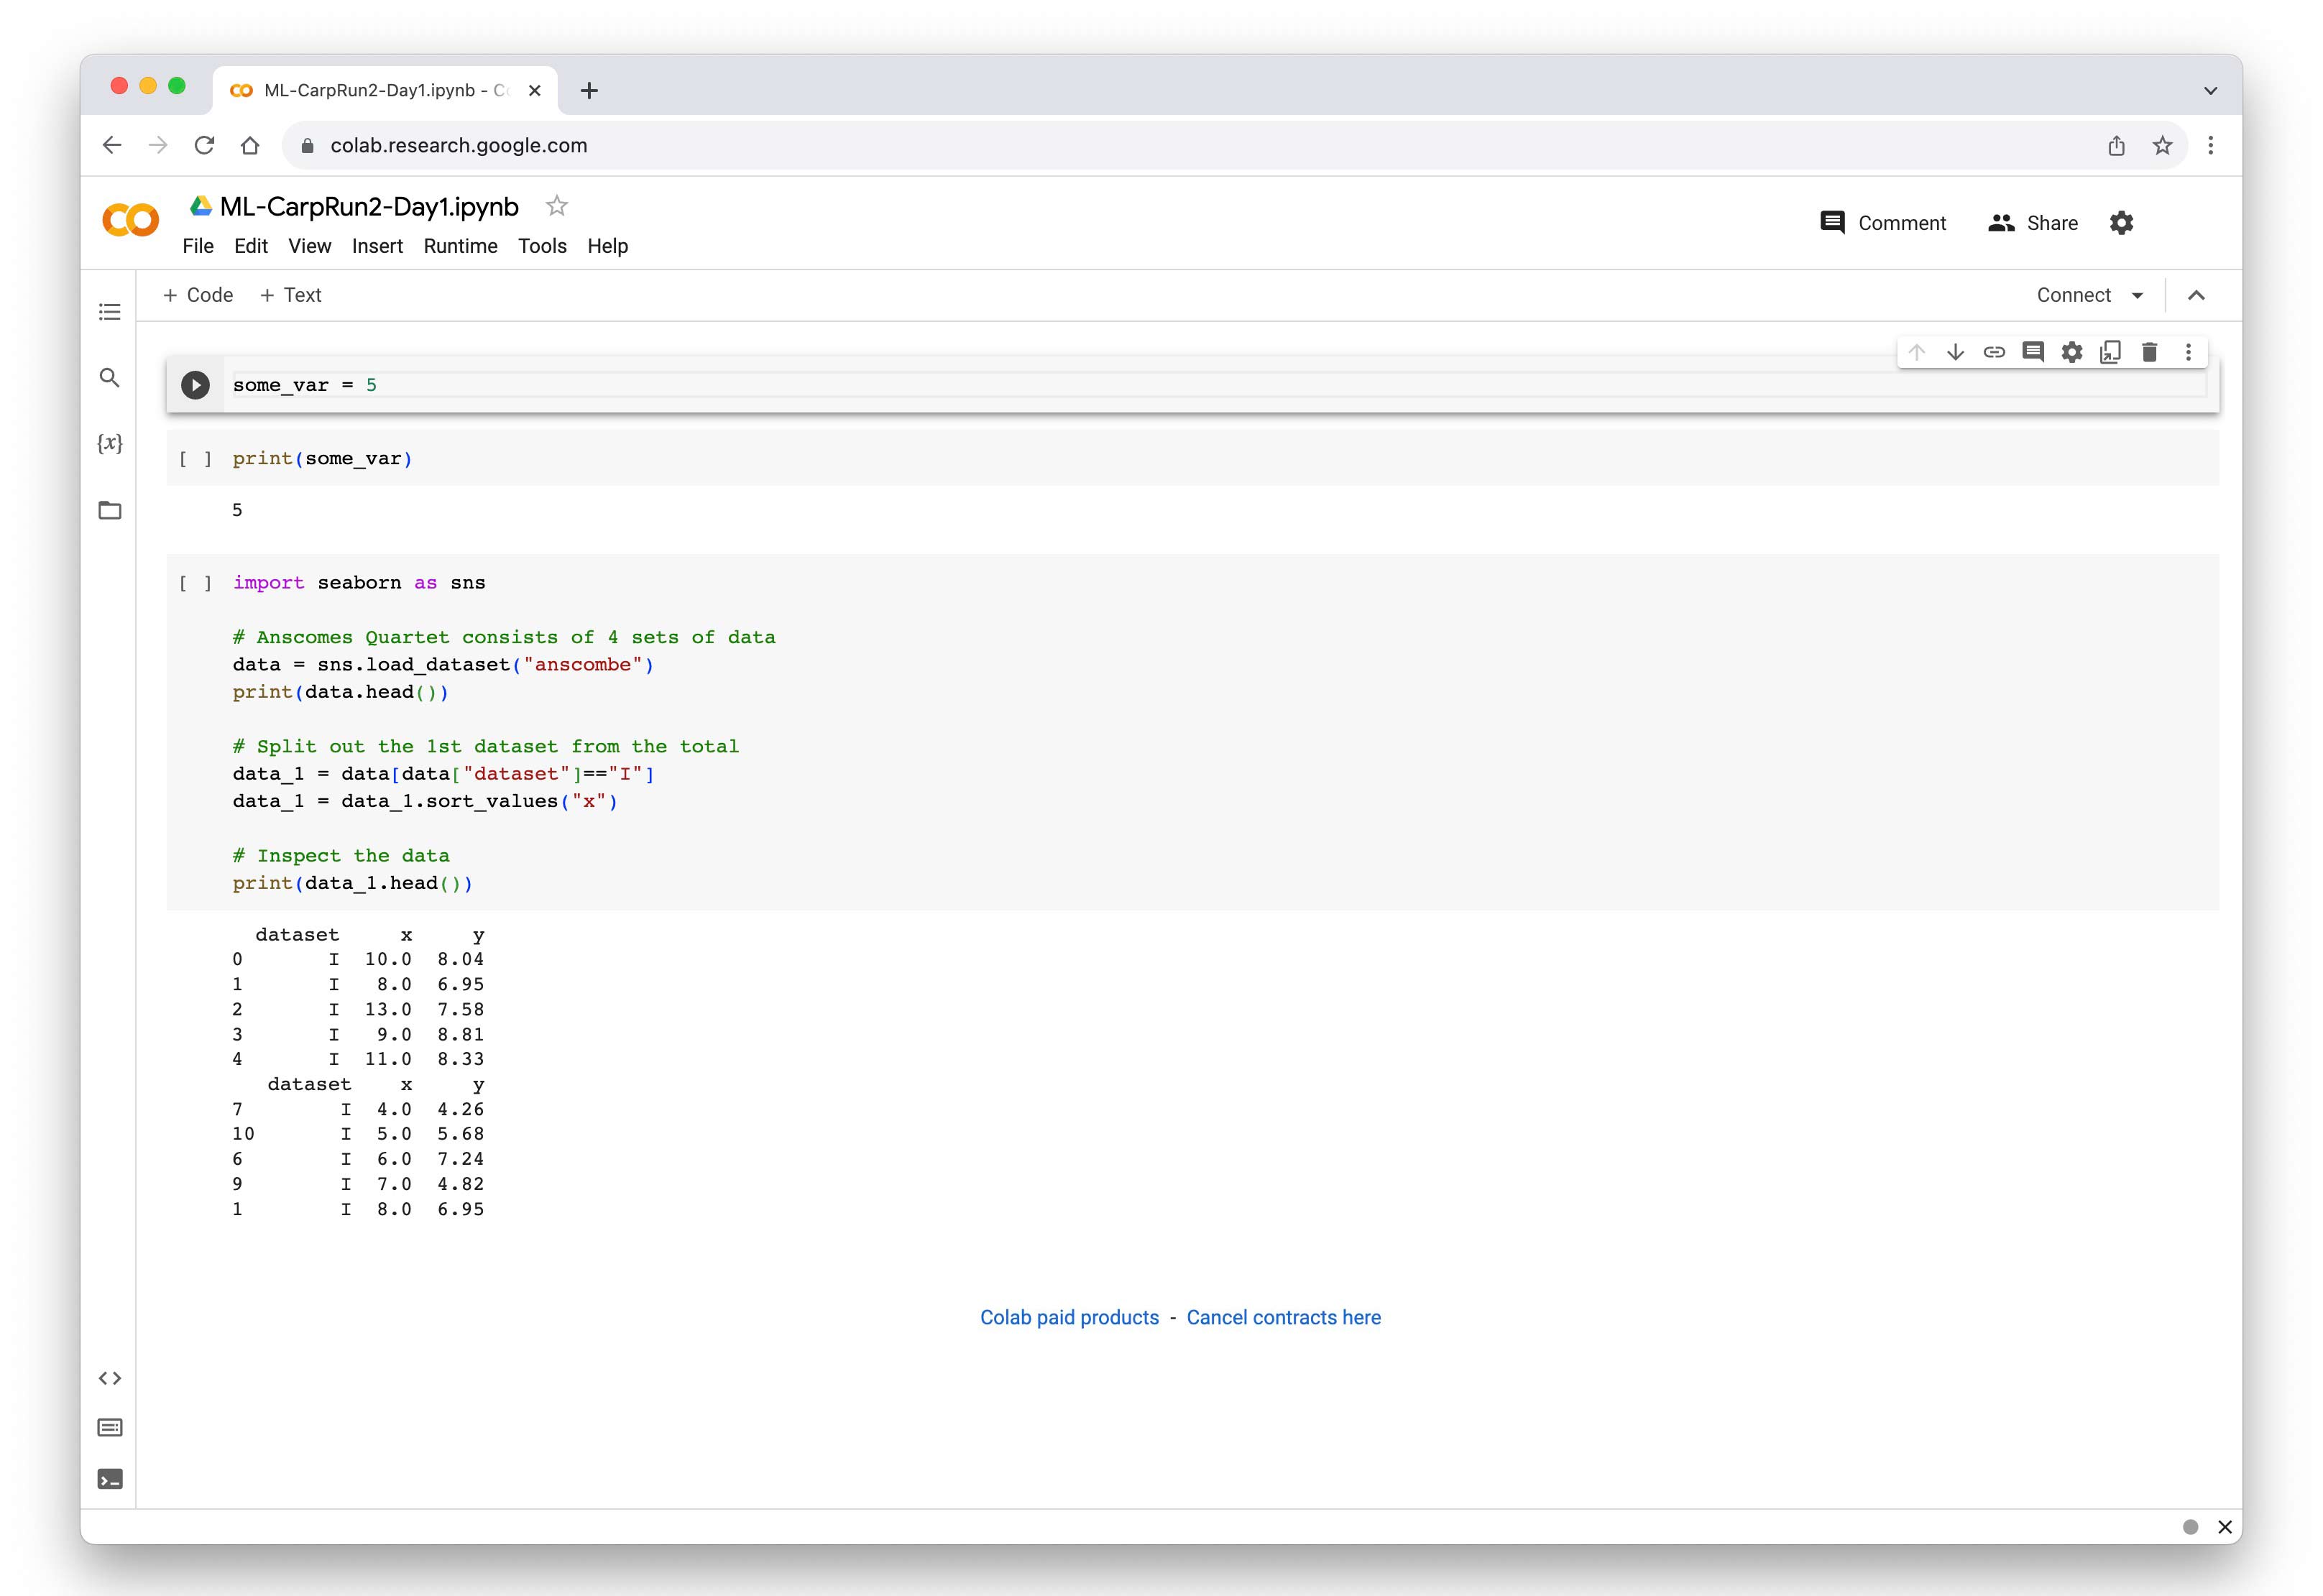 ML-CarpRun2-Day1.ipynb - C
colab.research.google.com
ML-CarpRun2-Day1.ipynb
File Edit View Insert Runtime Tools Help
Comment Share
+ Code + Text
Connect
some_var = 5
{x}
[ ] print(some_var)
5
[ ] import seaborn as sns
# Anscomes Quartet consists of 4 sets of data
data = sns.load_dataset("anscombe")
print(data.head())
# Split out the 1st dataset from the total
data_1 = data[data["dataset"]=="I"]
data_1 = data_1.sort_values("x")
# Inspect the data
print(data_1.head())
dataset x y
0 I 10.0 8.04
1 I 8.0 6.95
2 I 13.0 7.58
3 I 9.0 8.81
4 I 11.0 8.33
dataset x y
7 I 4.0 4.26
10 I 5.0 5.68
6 I 6.0 7.24
9 I 7.0 4.82
1 I 8.0 6.95
Colab paid products - Cancel contracts here